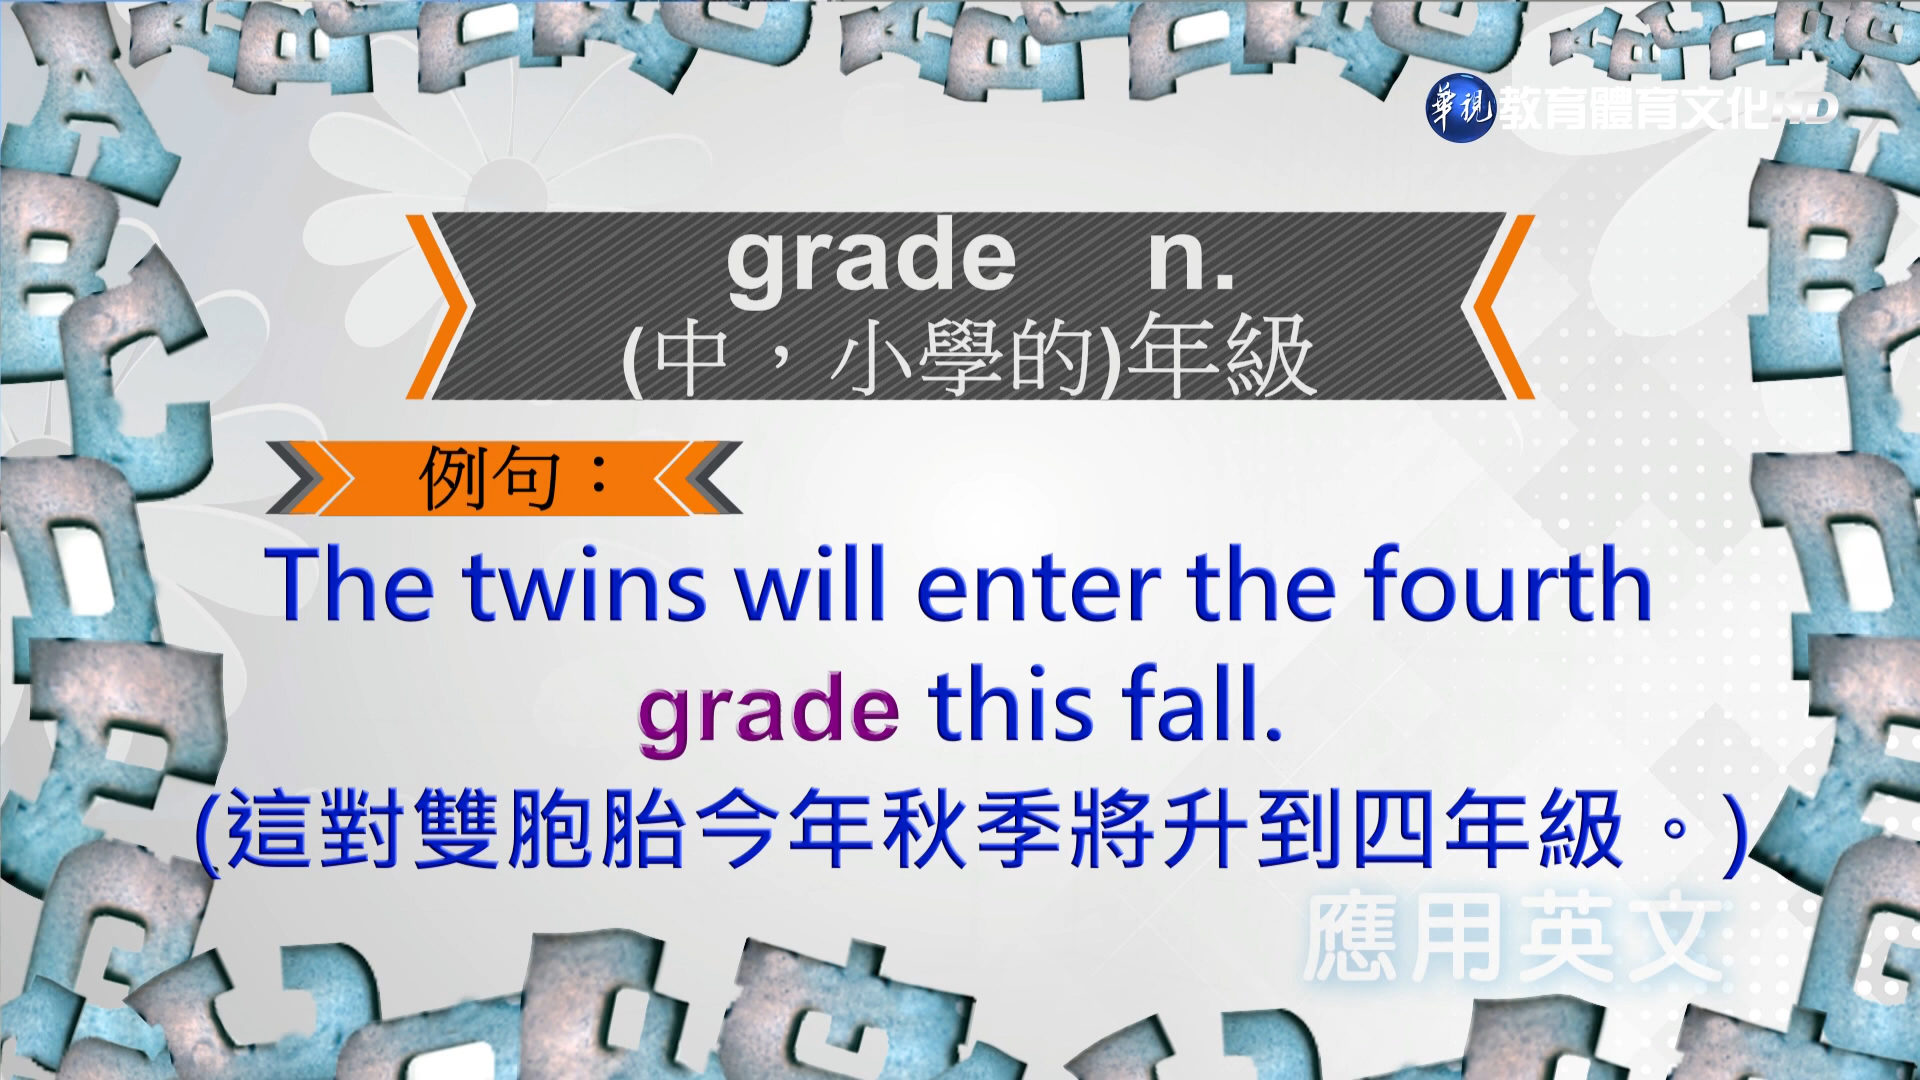 華視 教育體育文化HD
grade n.
(中，小學的)年級
例句：
The twins will enter the fourth
grade this fall.
(這對雙胞胎今年秋季將升到四年級。)
應用英文